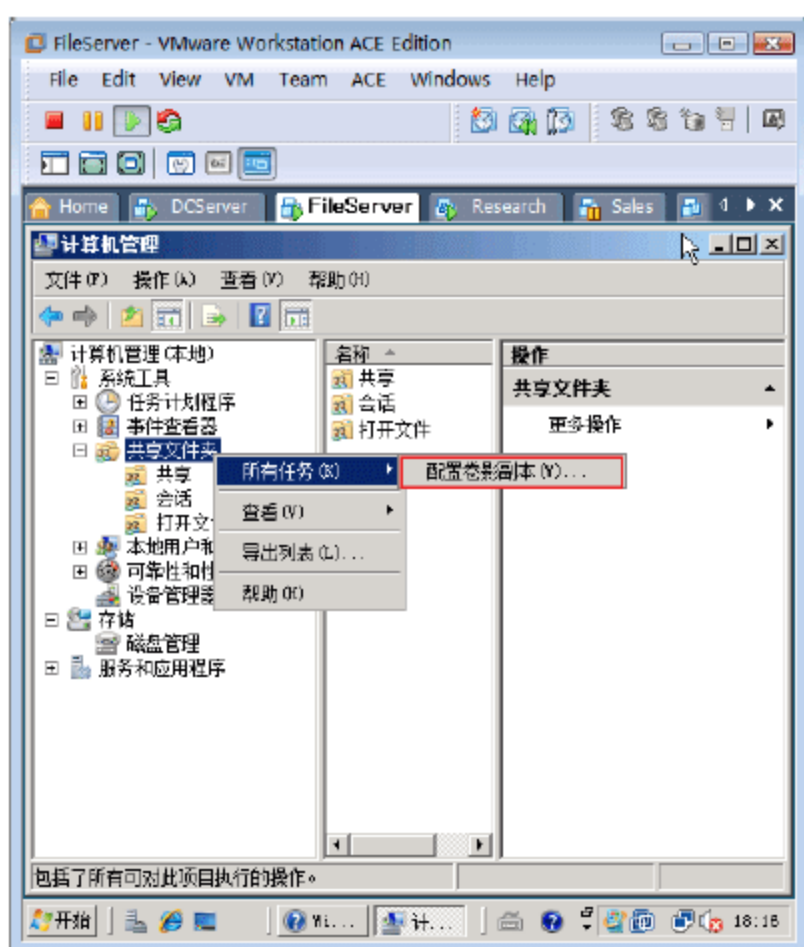 FileServer - VMware Workstation ACE Edition
File Edit View VM Team ACE Windows Help
Home DCServer FileServer Research Sales
计算机管理
文件(F) 操作(A) 查看(V) 帮助(H)
计算机管理(本地)
系统工具
任务计划程序
事件查看器
共享文件夹
共享
会话
打开文
本地用户和
可靠性和性
设备管理器
存储
磁盘管理
服务和应用程序
名称
共享
会话
打开文件
操作
共享文件夹
更多操作
所有任务(K)
查看(V)
导出列表(L)...
帮助(H)
配置卷影副本(Y)...
包括了所有可对此项目执行的操作。
开始 Wi... 计... 18:16